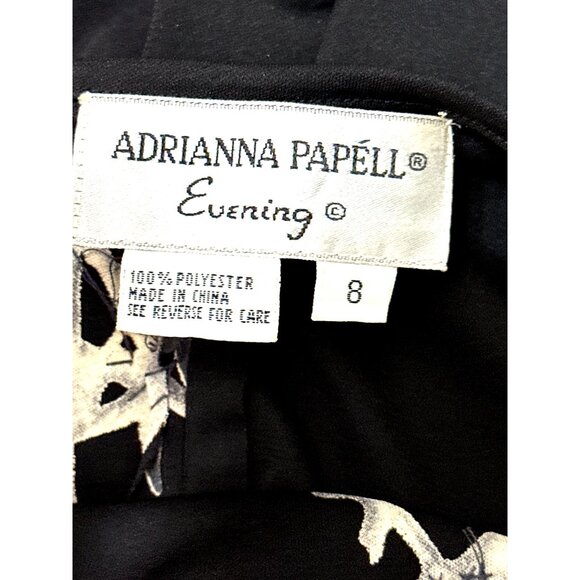 ADRIANNA PAPÉLL®
Evening ©
100% POLYESTER
MADE IN CHINA
SEE REVERSE FOR CARE
8